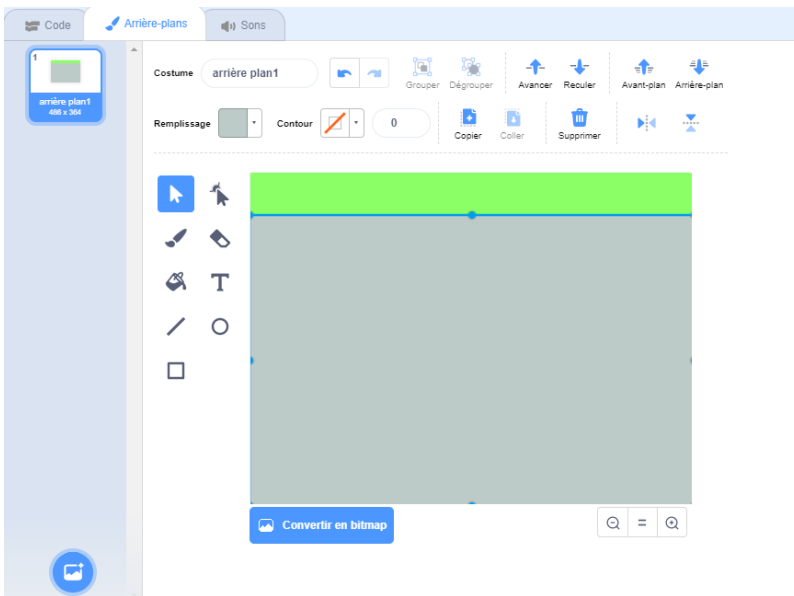 Code
Arrière-plans
Sons
1
arrière plan1
486 x 364
Costume
arrière plan1
Grouper
Dégrouper
Avancer
Reculer
Avant-plan
Arrière-plan
Remplissage
Contour
0
Copier
Coller
Supprimer
T
Convertir en bitmap